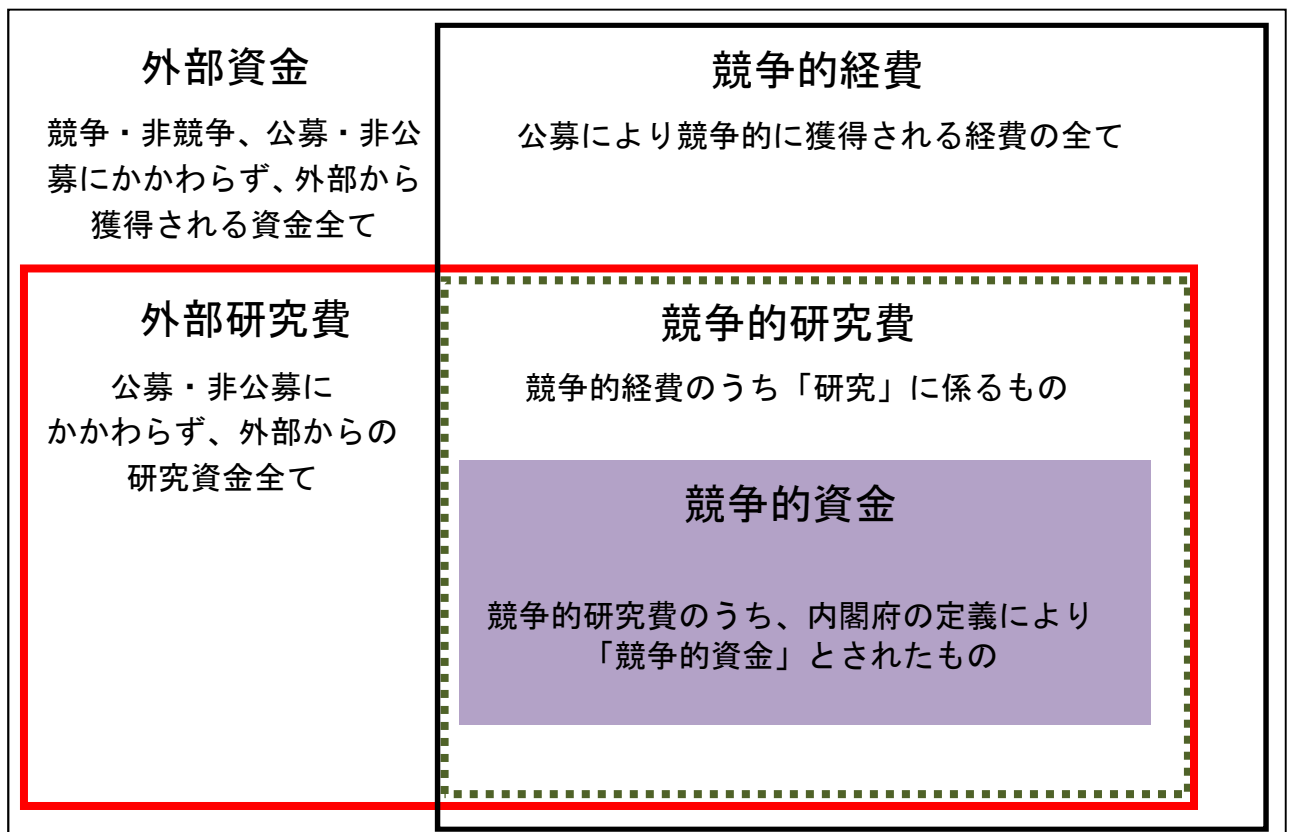 外部資金
競争・非競争、公募・非公
募にかかわらず、外部から
獲得される資金全て
競争的経費
公募により競争的に獲得される経費の全て
外部研究費
公募・非公募に
かかわらず、外部からの
研究資金全て
競争的研究費
競争的経費のうち「研究」に係るもの
競争的資金
競争的研究費のうち、内閣府の定義により
「競争的資金」とされたもの